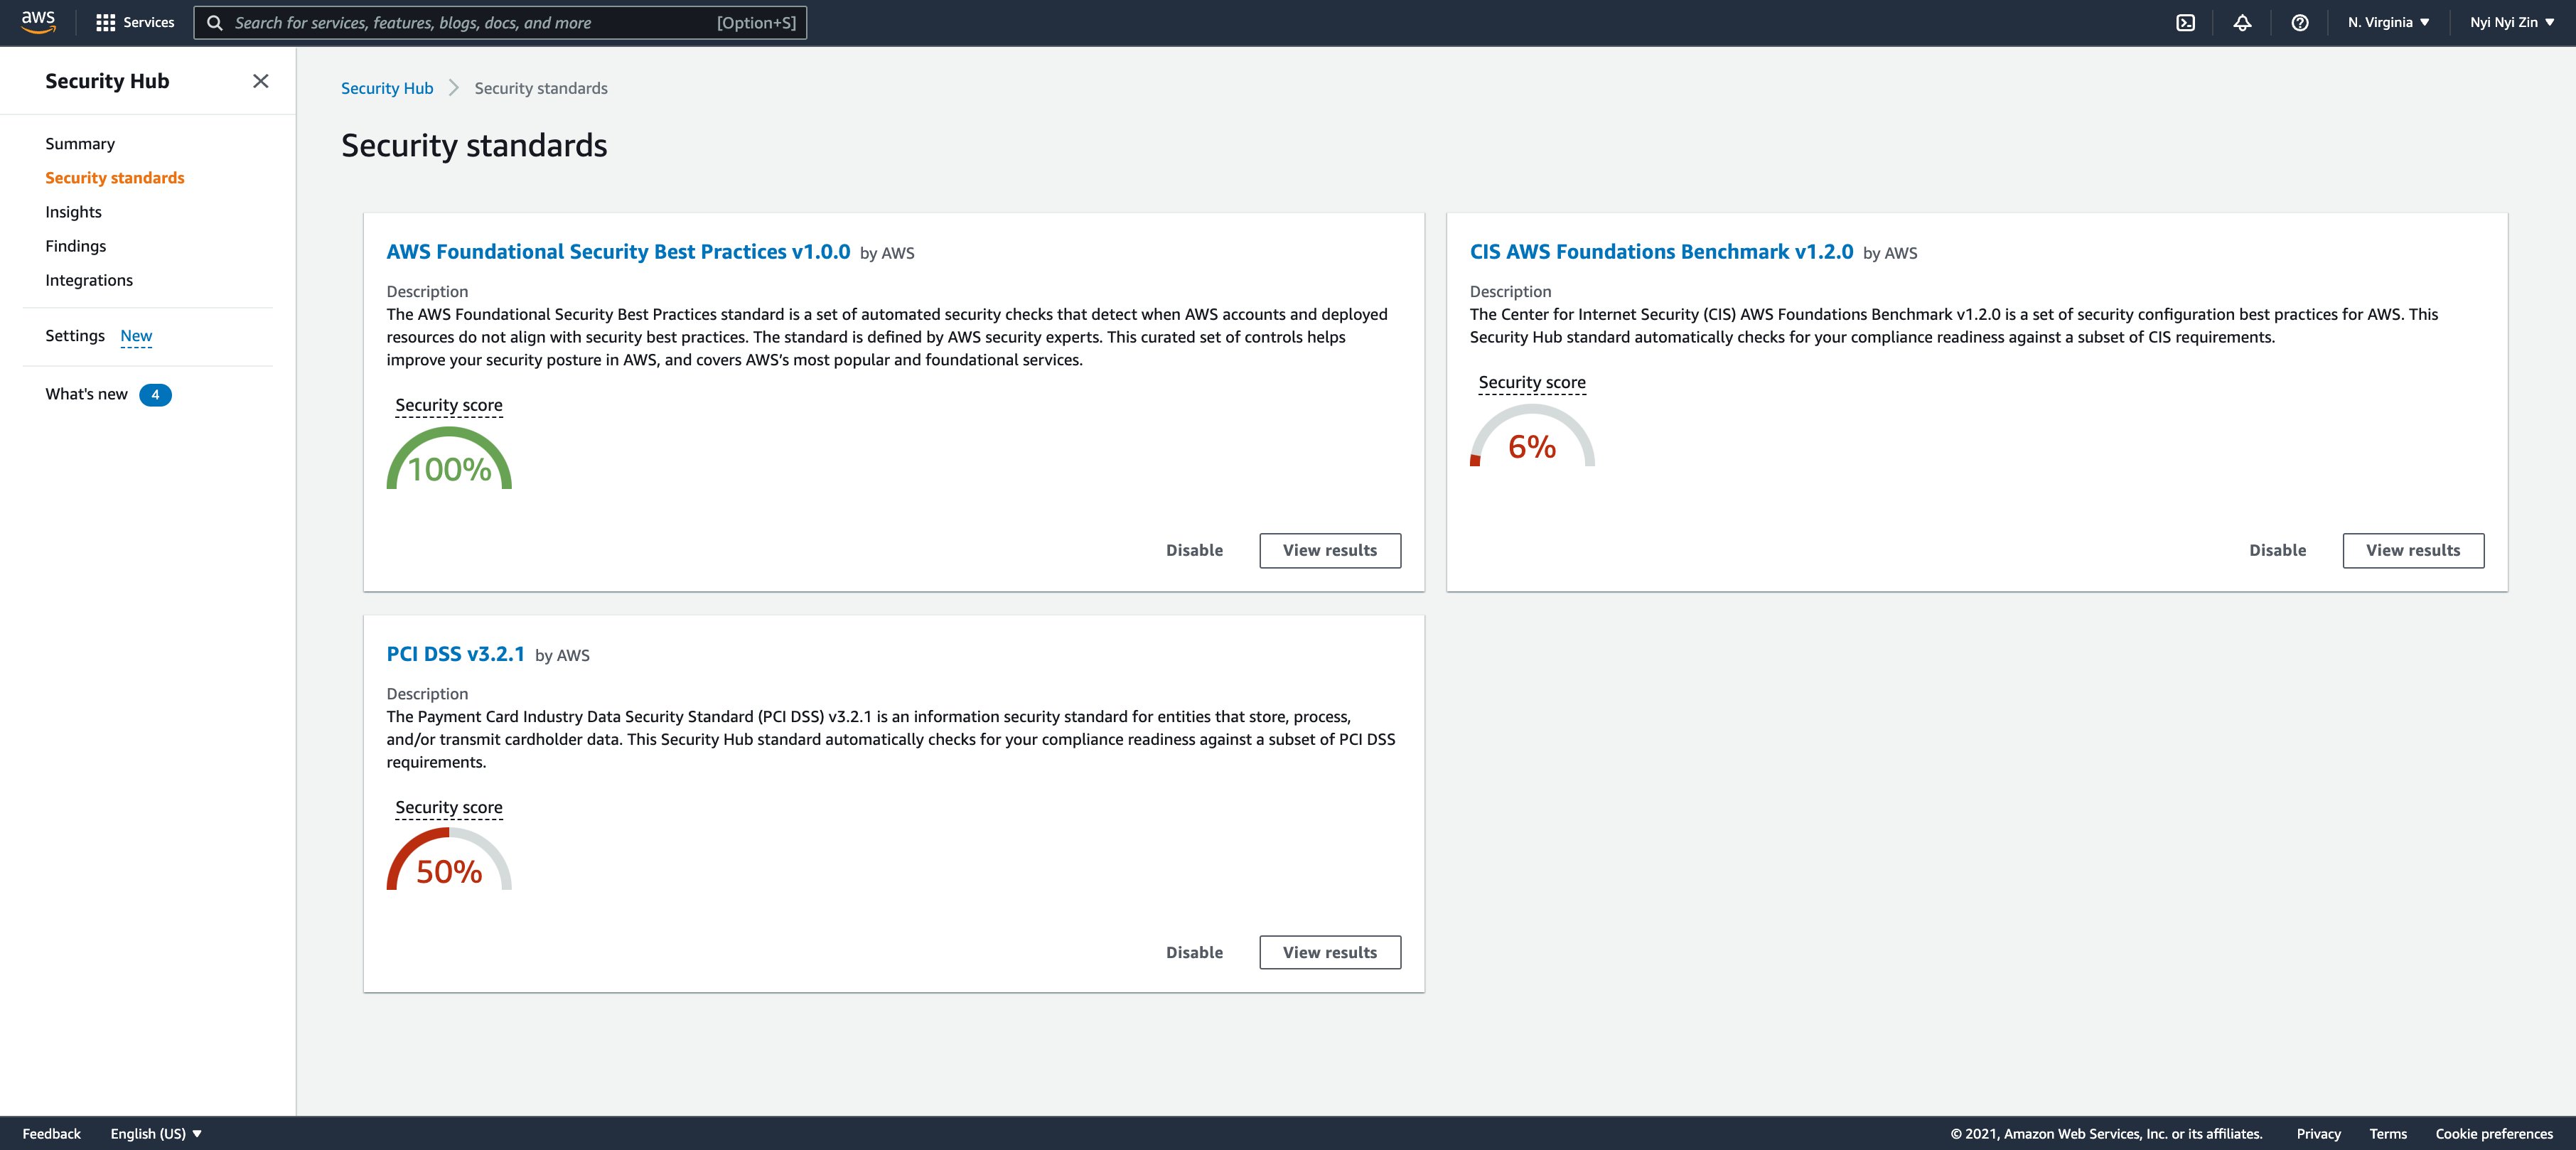 aws
Services
Search for services, features, blogs, docs, and more [Option+S]
N. Virginia ▼
Nyi Nyi Zin ▼
Security Hub
Summary
Security standards
Insights
Findings
Integrations
Settings New
What's new 4
Security Hub > Security standards
Security standards
AWS Foundational Security Best Practices v1.0.0 by AWS
Description
The AWS Foundational Security Best Practices standard is a set of automated security checks that detect when AWS accounts and deployed
resources do not align with security best practices. The standard is defined by AWS security experts. This curated set of controls helps
improve your security posture in AWS, and covers AWS’s most popular and foundational services.
Security score
100%
Disable
View results
CIS AWS Foundations Benchmark v1.2.0 by AWS
Description
The Center for Internet Security (CIS) AWS Foundations Benchmark v1.2.0 is a set of security configuration best practices for AWS. This
Security Hub standard automatically checks for your compliance readiness against a subset of CIS requirements.
Security score
6%
Disable
View results
PCI DSS v3.2.1 by AWS
Description
The Payment Card Industry Data Security Standard (PCI DSS) v3.2.1 is an information security standard for entities that store, process,
and/or transmit cardholder data. This Security Hub standard automatically checks for your compliance readiness against a subset of PCI DSS
requirements.
Security score
50%
Disable
View results
Feedback
English (US) ▼
© 2021, Amazon Web Services, Inc. or its affiliates.
Privacy
Terms
Cookie preferences